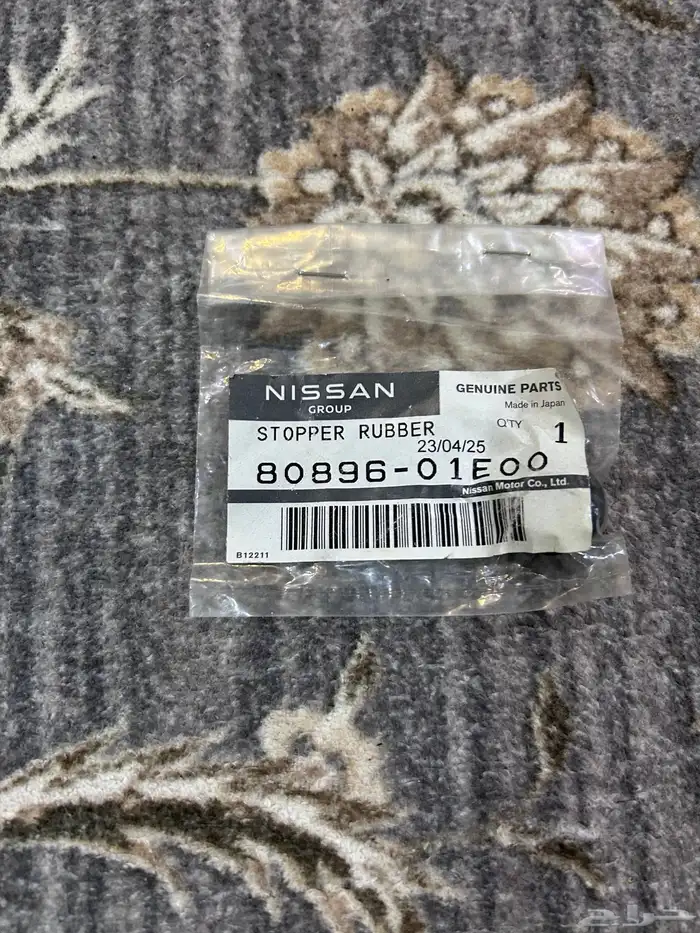 NISSAN
GROUP
GENUINE PARTS
Made in Japan
STOPPER RUBBER
Q'TY 1
23/04/25
80896-01E00
Nissan Motor Co., Ltd.
B12211
حراج